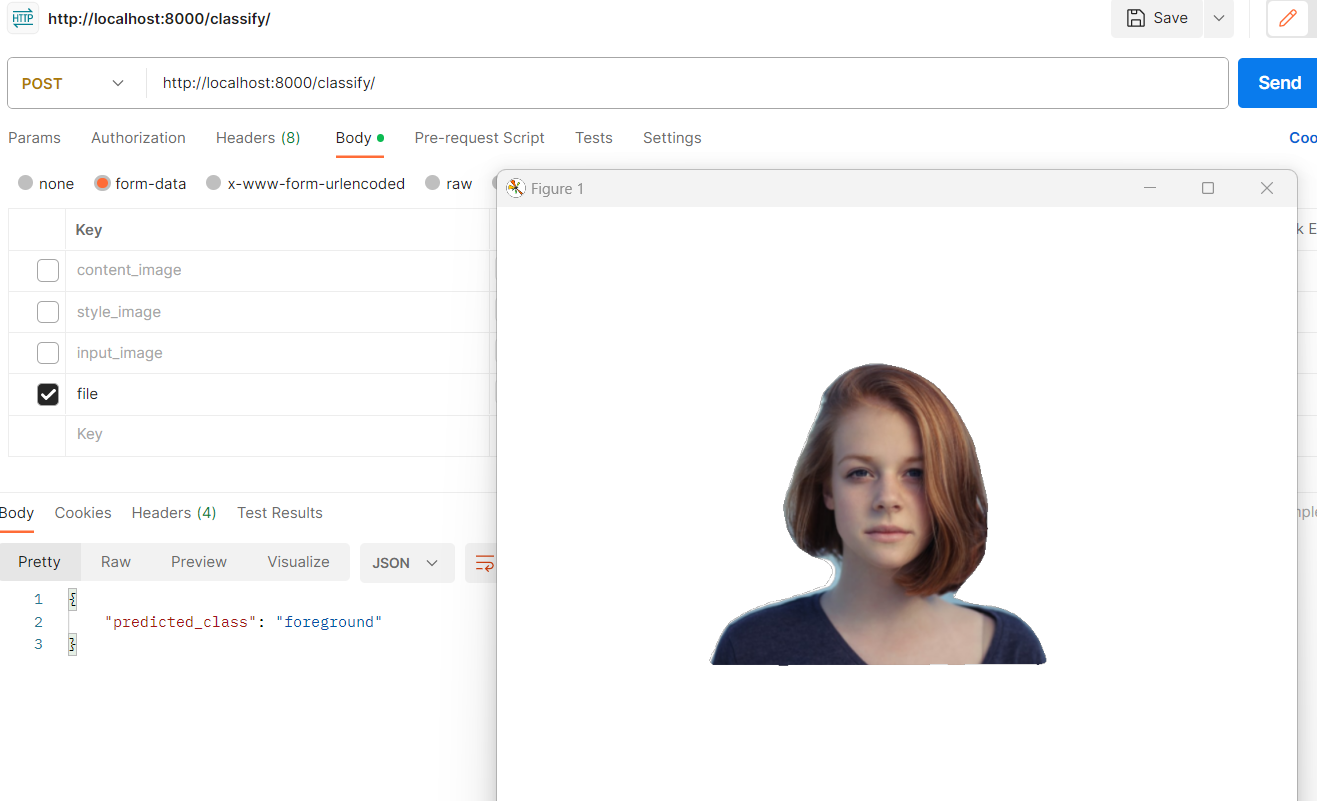 HTTP http://localhost:8000/classify/ Save
POST http://localhost:8000/classify/ Send
Params Authorization Headers (8) Body Pre-request Script Tests Settings
none form-data x-www-form-urlencoded raw
Figure 1
Key
content_image
style_image
input_image
file
Key
Body Cookies Headers (4) Test Results
Pretty Raw Preview Visualize JSON
1 {
2 "predicted_class": "foreground"
3 }